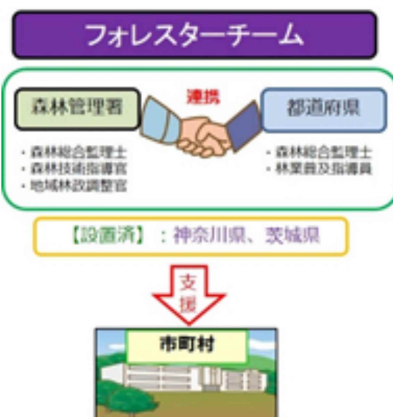 フォレスターチーム
連携
森林管理署
都道府県
・森林総合監理士
・森林技術指導官
・地域林政調整官
・森林総合監理士
・林業普及指導員
【設置済】：神奈川県、茨城県
支
援
市町村